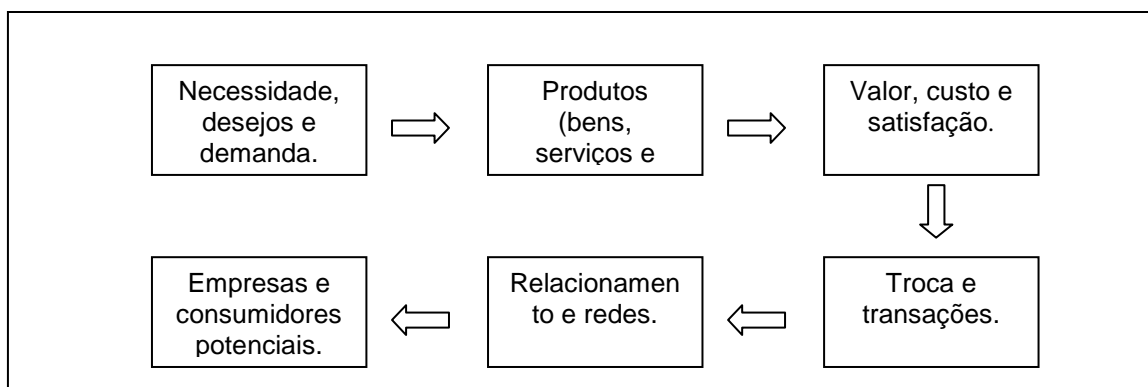 Necessidade,
desejos e
demanda.
Produtos
(bens,
serviços e
Valor, custo e
satisfação.
Empresas e
consumidores
potenciais.
Relacionamen
to e redes.
Troca e
transações.